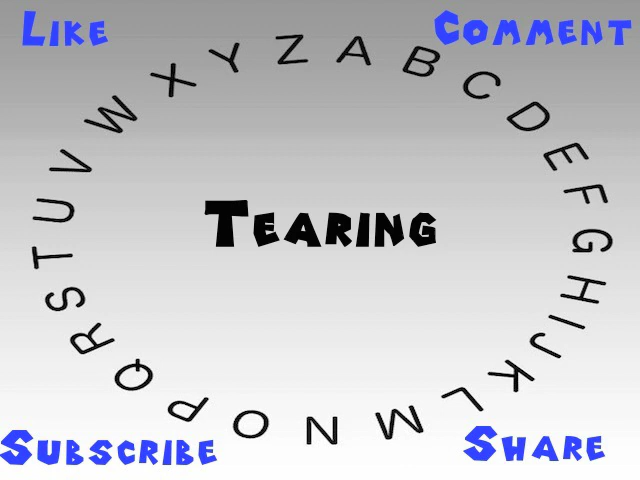 LIKE
COMMENT
A B C D E F G H I J K L M N O P Q R S T U V W X Y Z
TEARING
SUBSCRIBE
SHARE